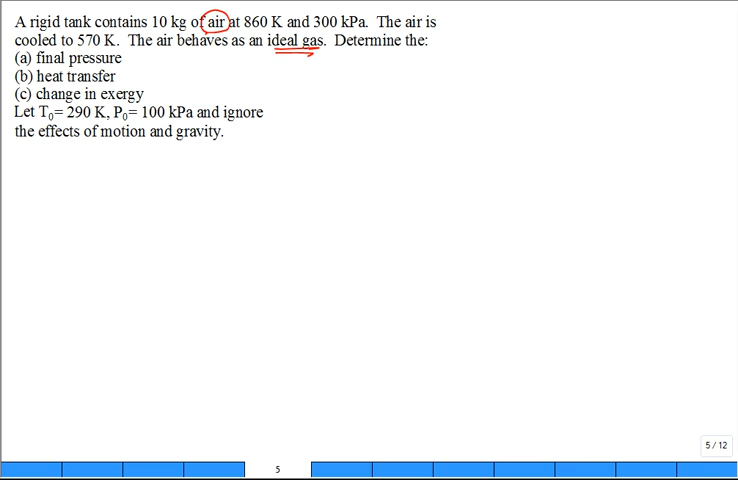 A rigid tank contains 10 kg of air at 860 K and 300 kPa. The air is
cooled to 570 K. The air behaves as an ideal gas. Determine the:
(a) final pressure
(b) heat transfer
(c) change in exergy
Let T₀= 290 K, P₀= 100 kPa and ignore
the effects of motion and gravity.
5 / 12
5